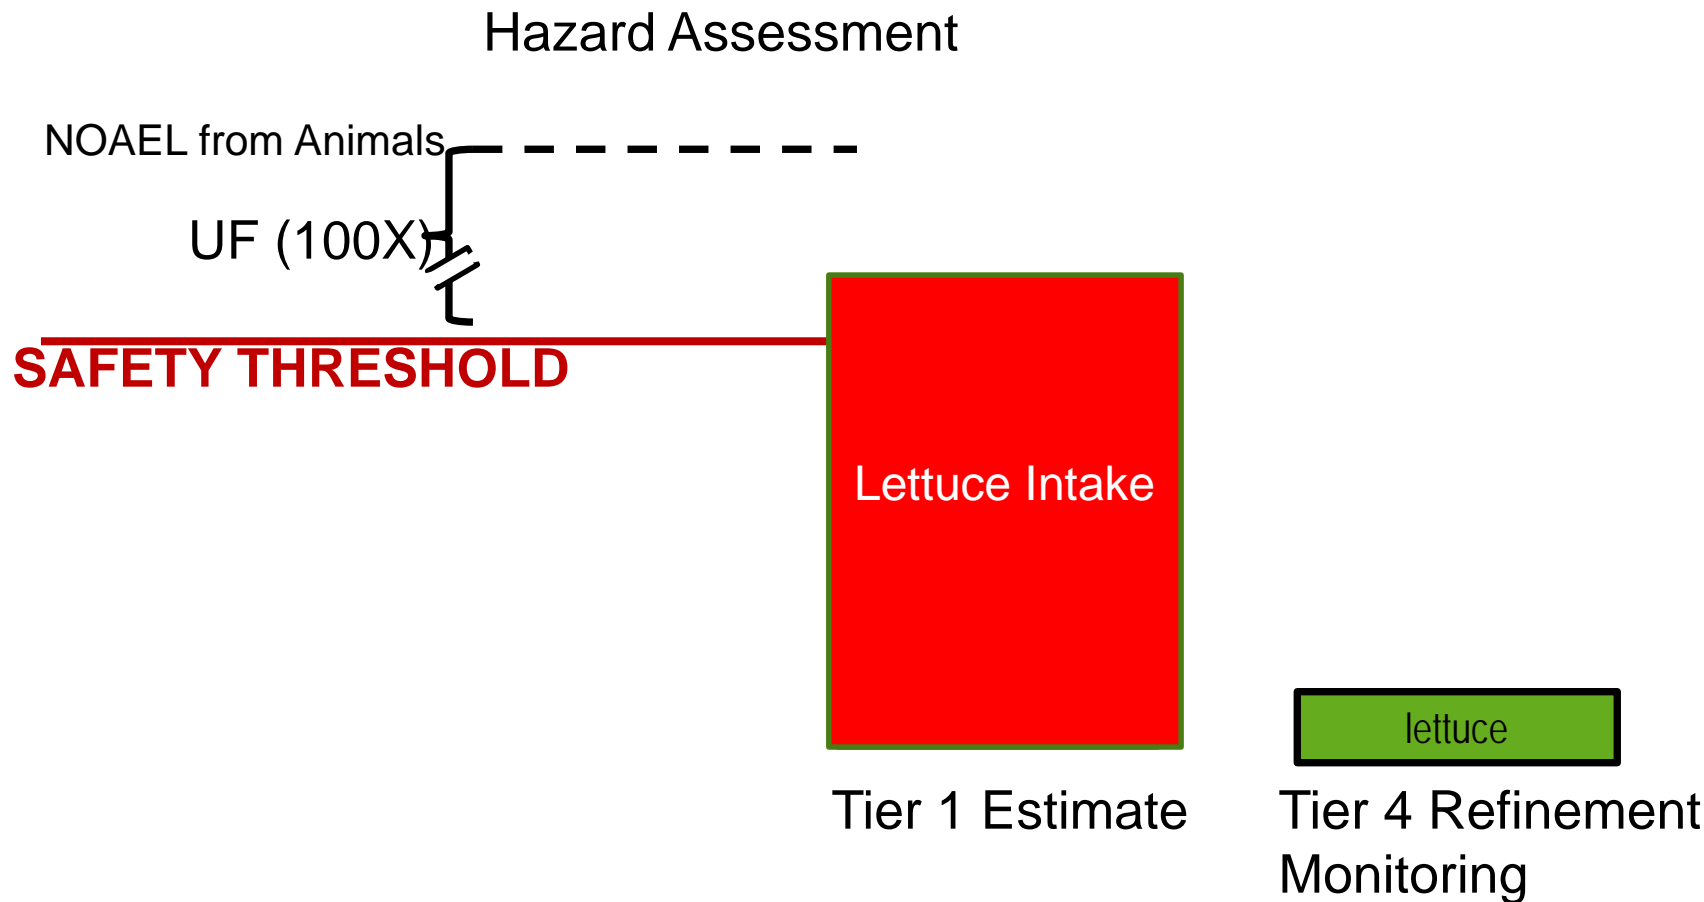 Hazard Assessment
NOAEL from Animals
UF (100X)
SAFETY THRESHOLD
Lettuce Intake
lettuce
Tier 1 Estimate
Tier 4 Refinement
Monitoring